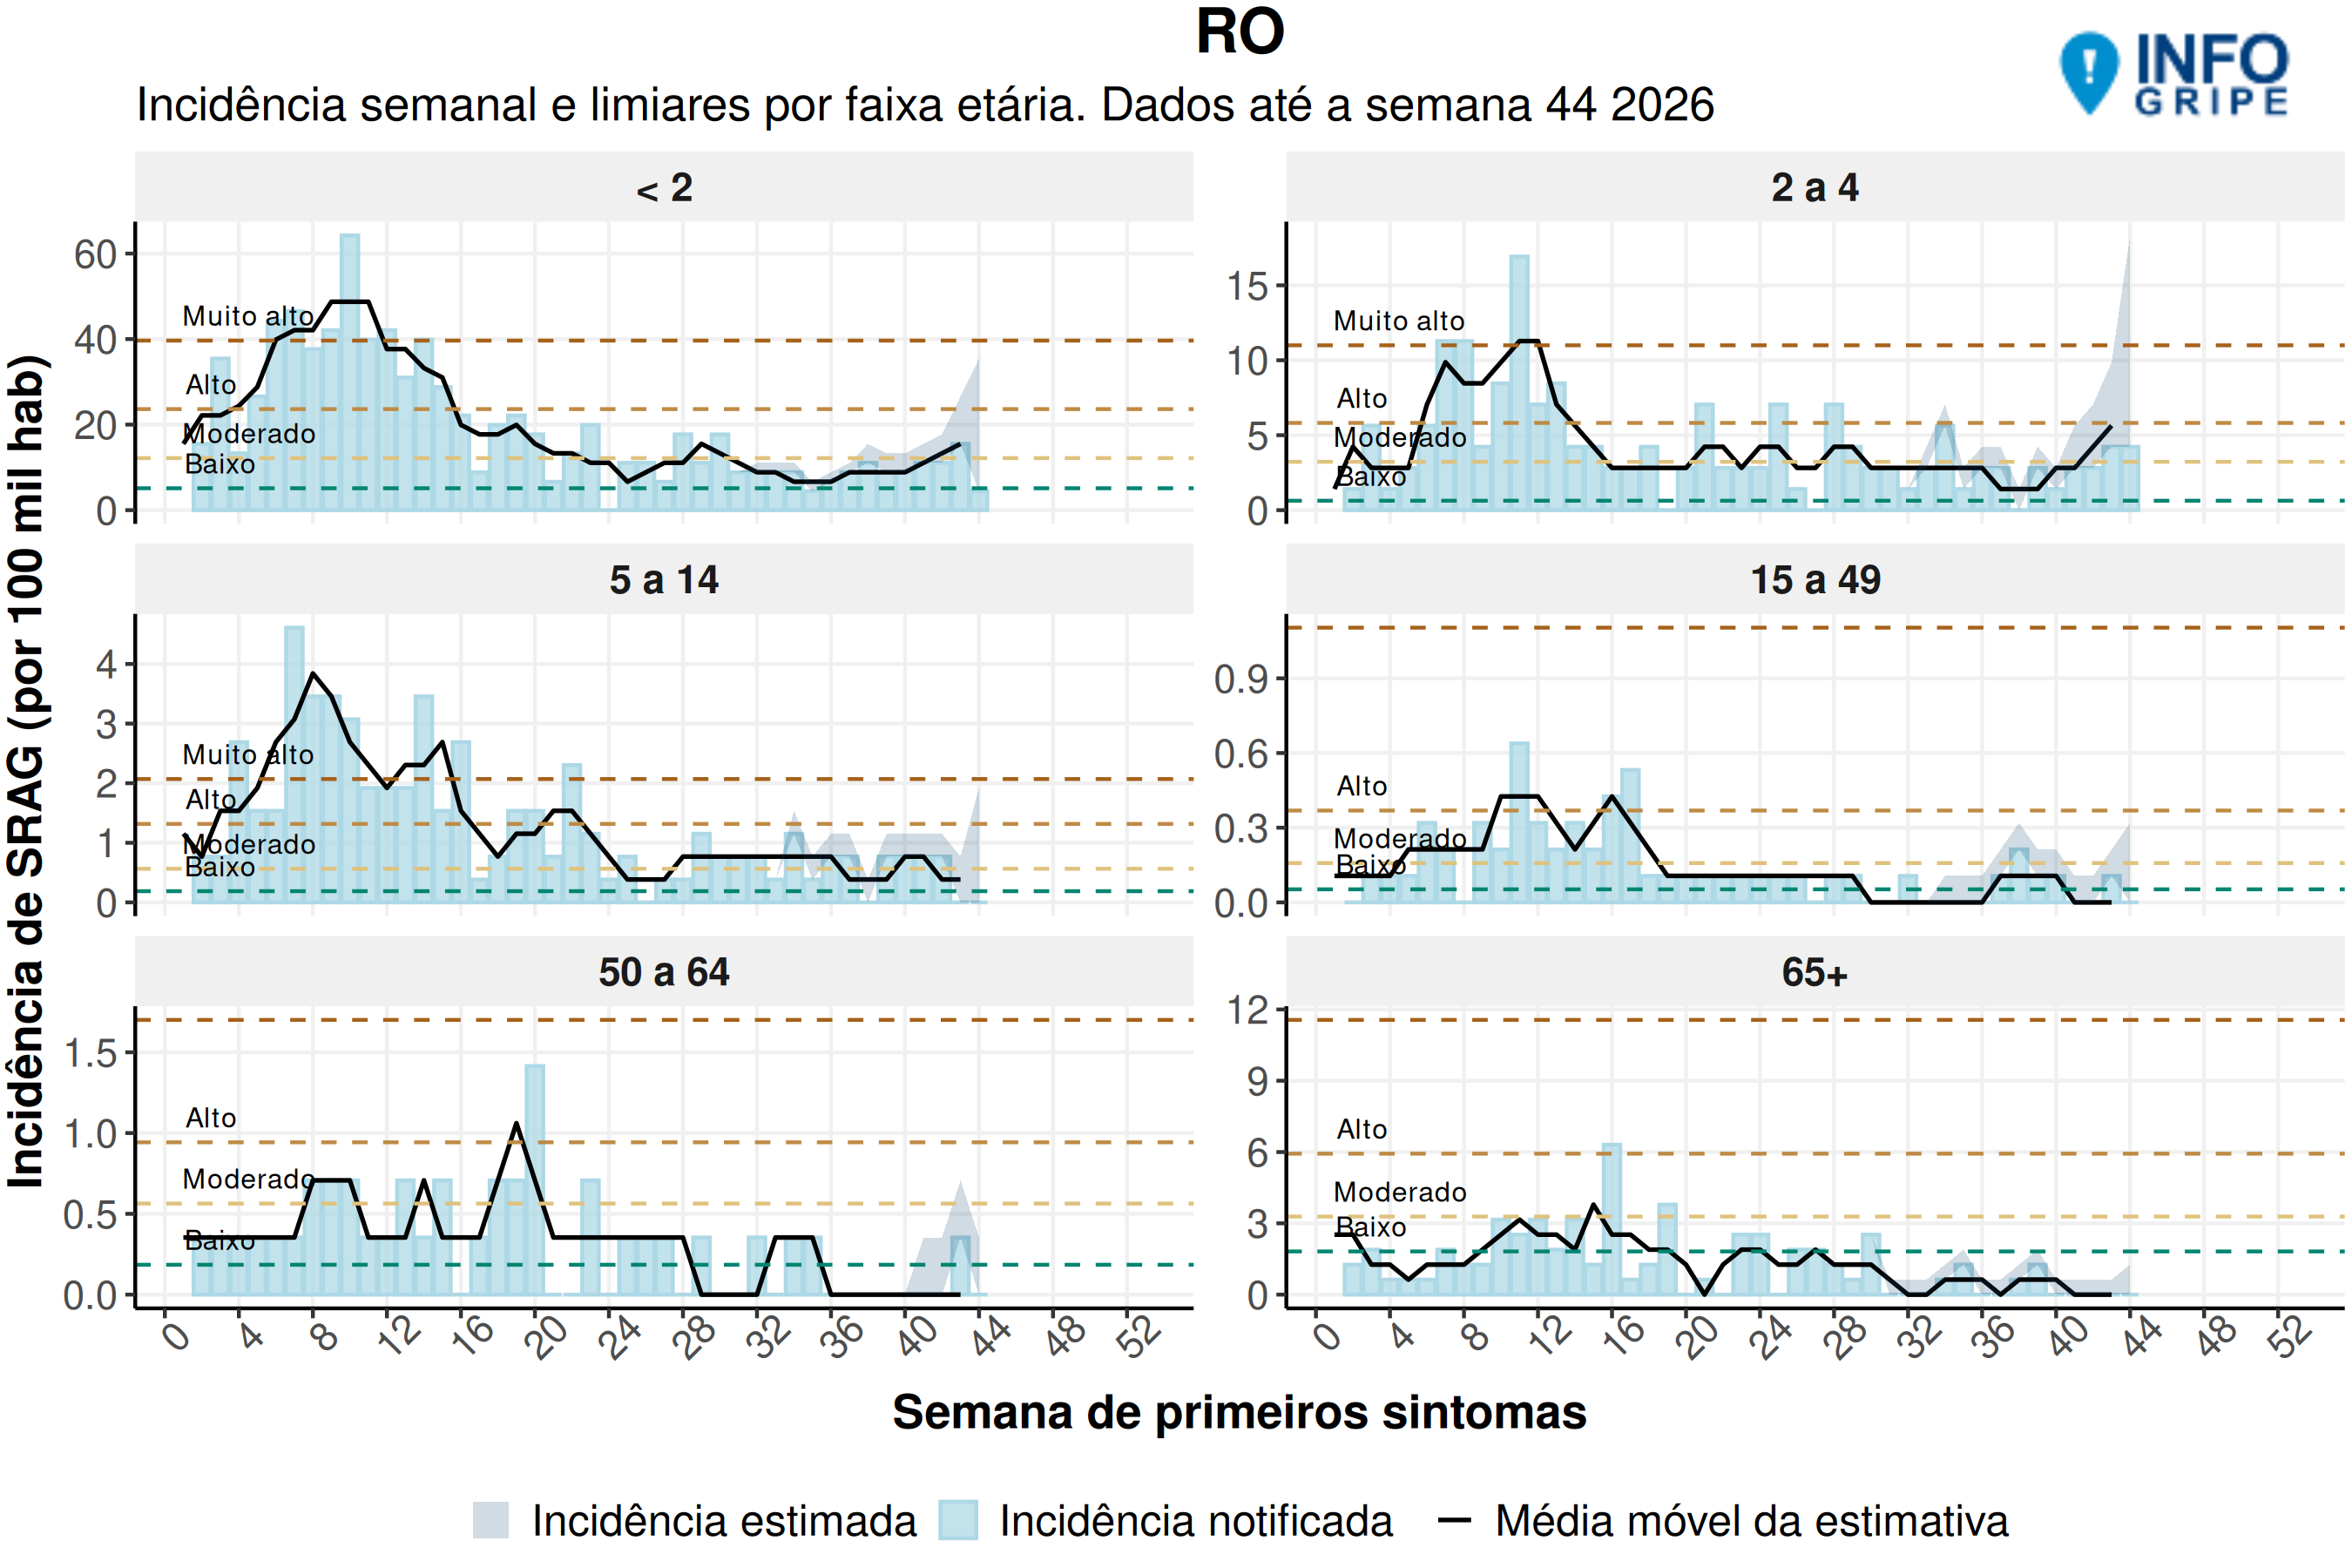 RO
INFO
GRIPE
Incidência semanal e limiares por faixa etária. Dados até a semana 44 2026
Incidência de SRAG (por 100 mil hab)
< 2
60
40
20
0
Muito alto
Alto
Moderado
Baixo
2 a 4
15
10
5
0
Muito alto
Alto
Moderado
Baixo
5 a 14
4
3
2
1
0
Muito alto
Alto
Moderado
Baixo
15 a 49
0.9
0.6
0.3
0.0
Alto
Moderado
Baixo
50 a 64
1.5
1.0
0.5
0.0
Alto
Moderado
Baixo
0 4 8 12 16 20 24 28 32 36 40 44 48 52
65+
12
9
6
3
0
Alto
Moderado
Baixo
0 4 8 12 16 20 24 28 32 36 40 44 48 52
Semana de primeiros sintomas
Incidência estimada Incidência notificada Média móvel da estimativa